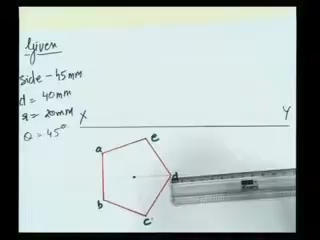 Given
side - 45mm
d = 40mm
x = 20mm
θ = 45°
X Y
a
e
d
b
c